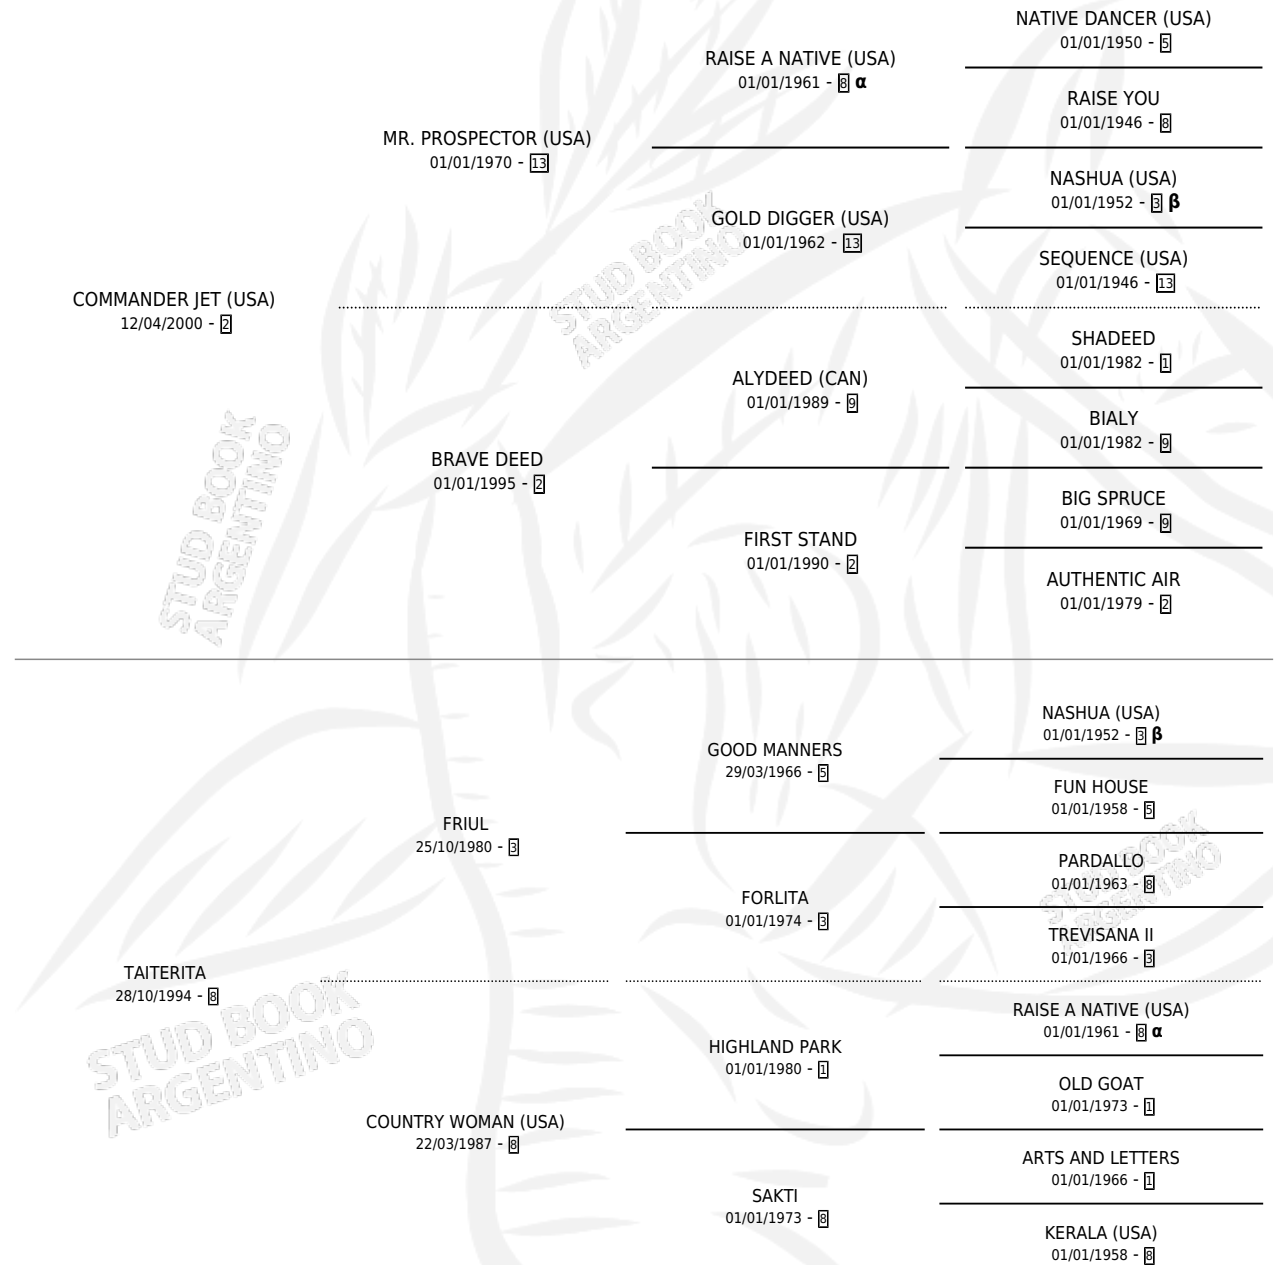 NATIVE DANCER (USA)
01/01/1950 - 5
RAISE A NATIVE (USA)
01/01/1961 - 8 α
RAISE YOU
01/01/1946 - 8
MR. PROSPECTOR (USA)
01/01/1970 - 13
NASHUA (USA)
01/01/1952 - 3 β
GOLD DIGGER (USA)
01/01/1962 - 13
SEQUENCE (USA)
01/01/1946 - 13
COMMANDER JET (USA)
12/04/2000 - 2
SHADEED
01/01/1982 - 1
ALYDEED (CAN)
01/01/1989 - 9
BIALY
01/01/1982 - 9
BRAVE DEED
01/01/1995 - 2
BIG SPRUCE
01/01/1969 - 9
FIRST STAND
01/01/1990 - 2
AUTHENTIC AIR
01/01/1979 - 2
NASHUA (USA)
01/01/1952 - 3 β
GOOD MANNERS
29/03/1966 - 5
FUN HOUSE
01/01/1958 - 5
FRIUL
25/10/1980 - 3
PARDALLO
01/01/1963 - 8
FORLITA
01/01/1974 - 3
TREVISANA II
01/01/1966 - 3
TAITERITA
28/10/1994 - 8
RAISE A NATIVE (USA)
01/01/1961 - 8 α
HIGHLAND PARK
01/01/1980 - 1
OLD GOAT
01/01/1973 - 1
COUNTRY WOMAN (USA)
22/03/1987 - 8
ARTS AND LETTERS
01/01/1966 - 1
SAKTI
01/01/1973 - 8
KERALA (USA)
01/01/1958 - 8
STUD BOOK
ARGENTINO
STUD BOOK
ARGENTINO
STUD BOOK
ARGENTINO
STUD BOOK
ARGENTINO